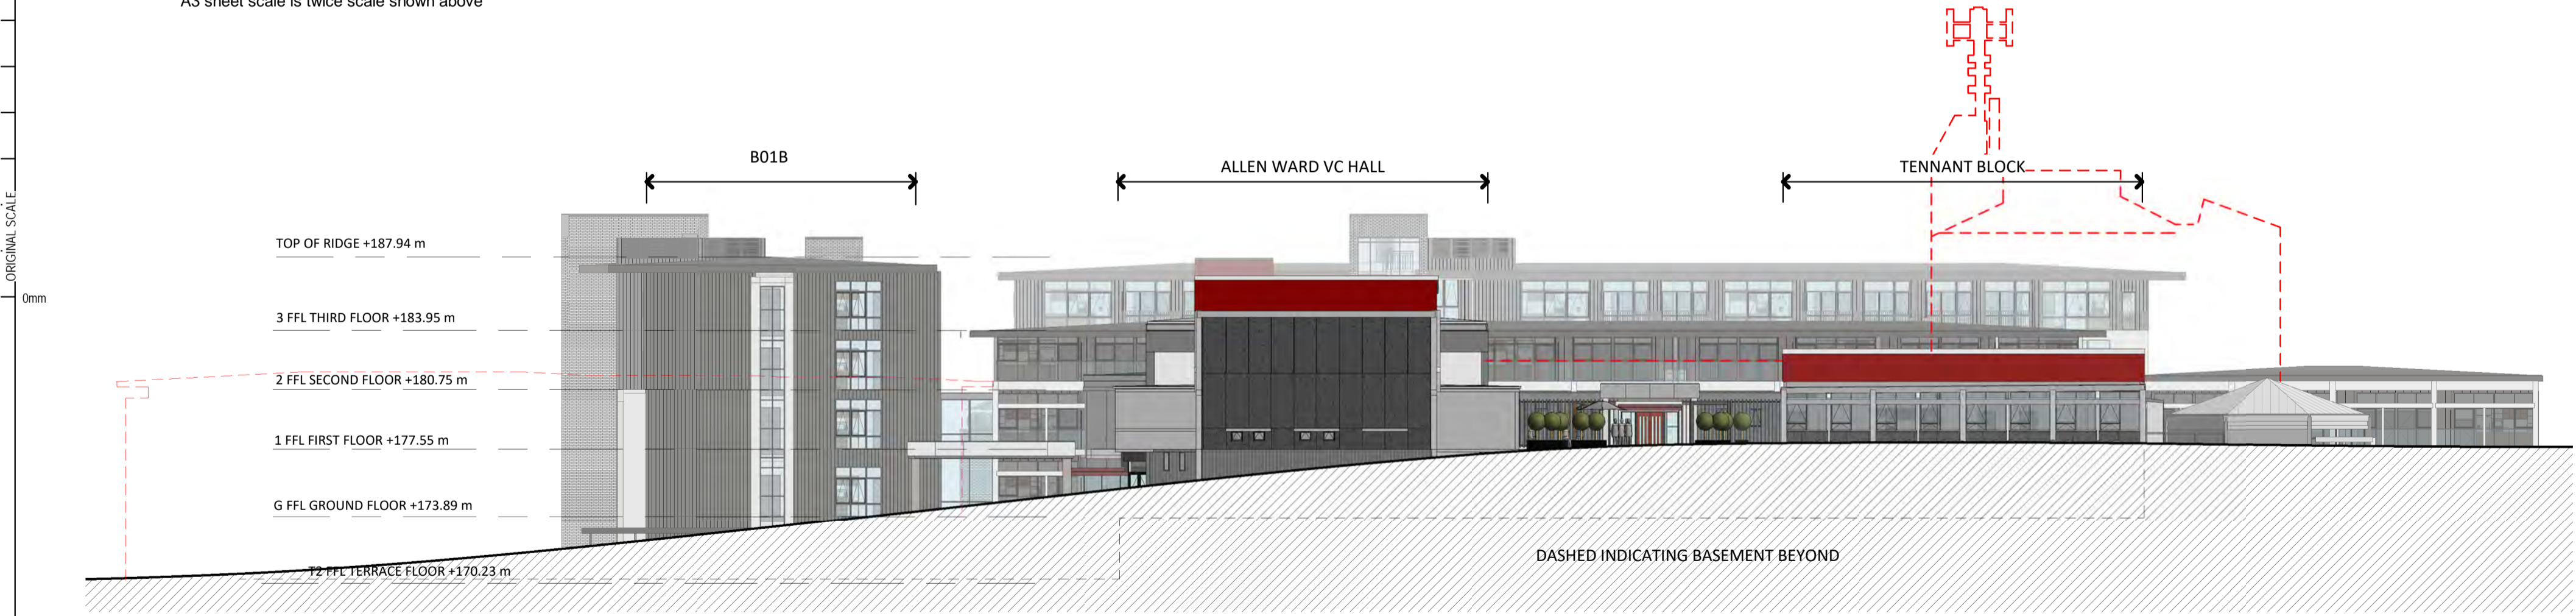 A3 sheet scale is twice scale shown above
B01B
ALLEN WARD VC HALL
TENNANT BLOCK
ORIGINAL SCALE
TOP OF RIDGE +187.94 m
0mm
3 FFL THIRD FLOOR +183.95 m
2 FFL SECOND FLOOR +180.75 m
1 FFL FIRST FLOOR +177.55 m
G FFL GROUND FLOOR +173.89 m
DASHED INDICATING BASEMENT BEYOND
T2 FFL TERRACE FLOOR +170.23 m